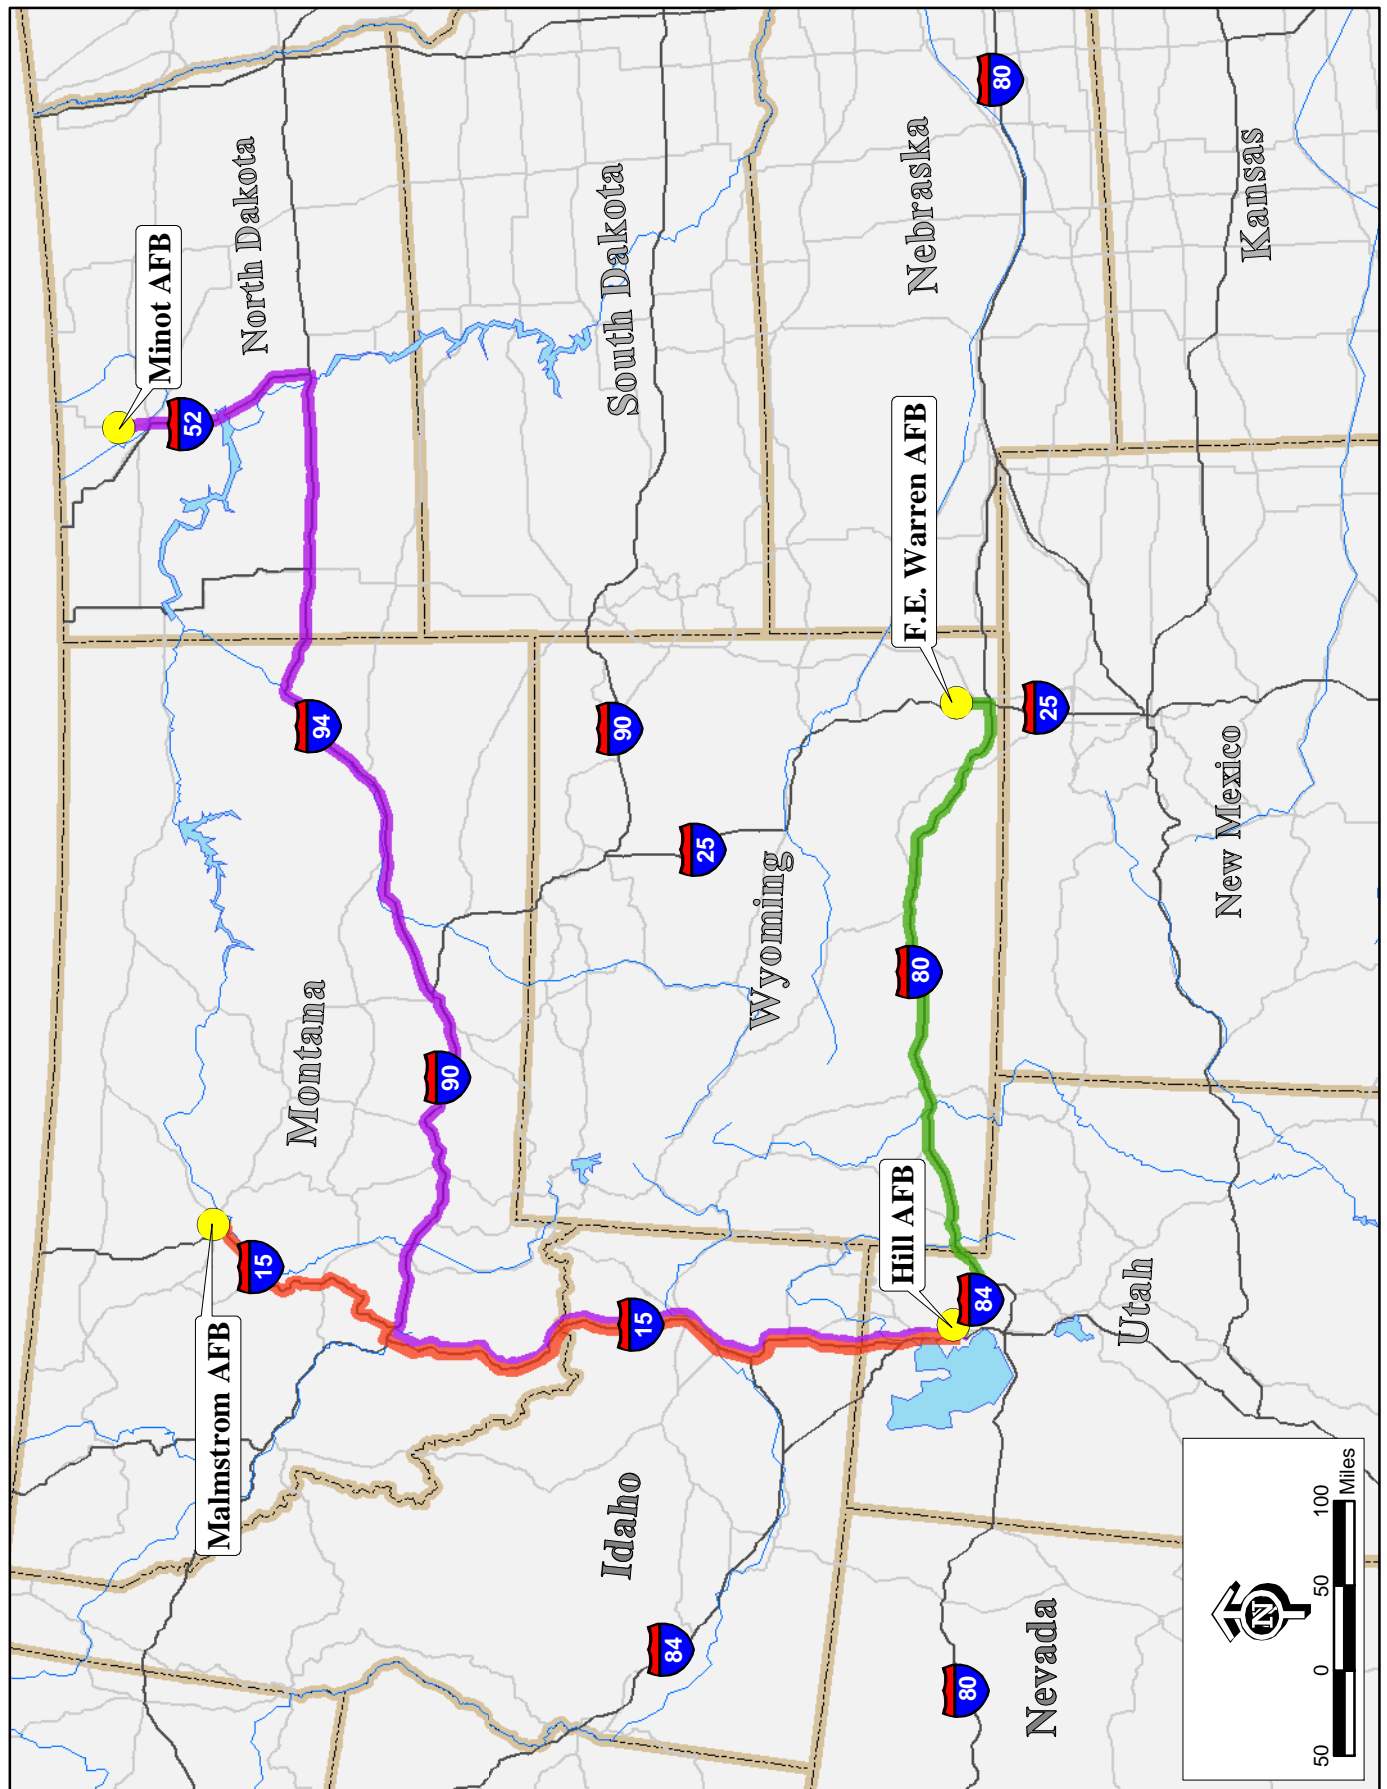 Malmstrom AFB
15
Montana
90
94
52
Minot AFB
North Dakota
Idaho
84
15
Wyoming
25
90
South Dakota
Hill AFB
84
80
F.E. Warren AFB
Nebraska
80
Nevada
80
Utah
25
New Mexico
Kansas
N
50 0 50 100
Miles